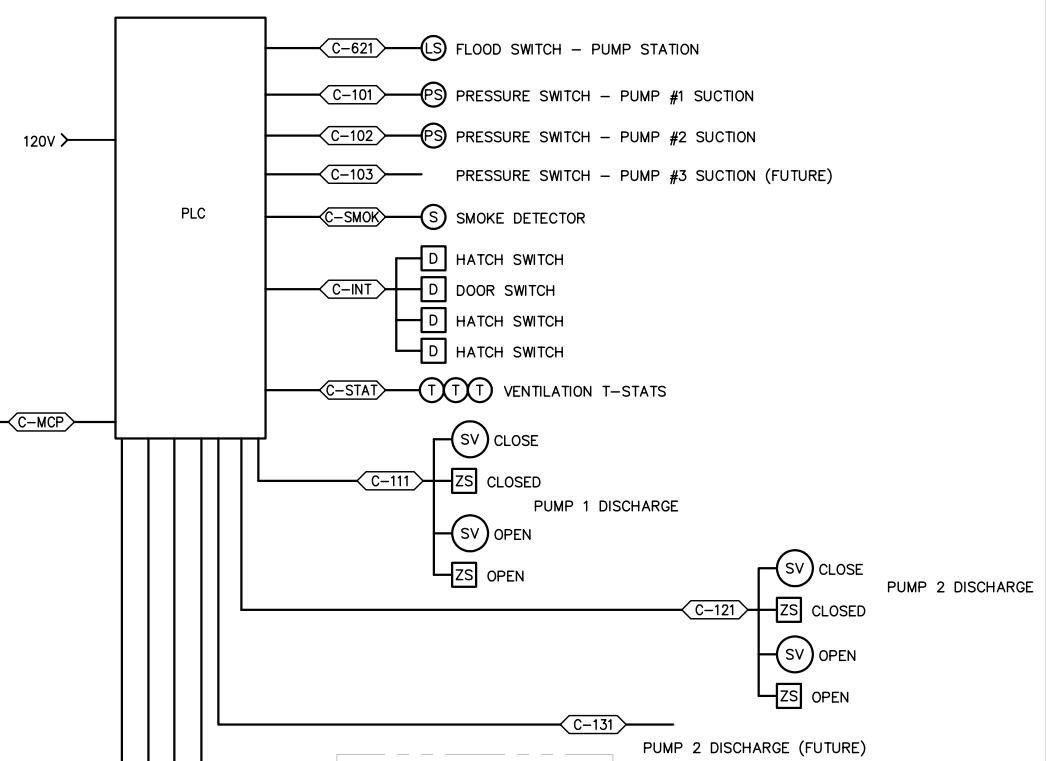 C-621 LS FLOOD SWITCH - PUMP STATION
C-101 PS PRESSURE SWITCH - PUMP #1 SUCTION
120V C-102 PS PRESSURE SWITCH - PUMP #2 SUCTION
C-103 PRESSURE SWITCH - PUMP #3 SUCTION (FUTURE)
PLC
C-SMOK S SMOKE DETECTOR
D HATCH SWITCH
C-INT D DOOR SWITCH
D HATCH SWITCH
D HATCH SWITCH
C-STAT T T T VENTILATION T-STATS
C-MCP
SV CLOSE
C-111 ZS CLOSED
PUMP 1 DISCHARGE
SV OPEN
ZS OPEN
SV CLOSE
PUMP 2 DISCHARGE
C-121 ZS CLOSED
SV OPEN
ZS OPEN
C-131
PUMP 2 DISCHARGE (FUTURE)